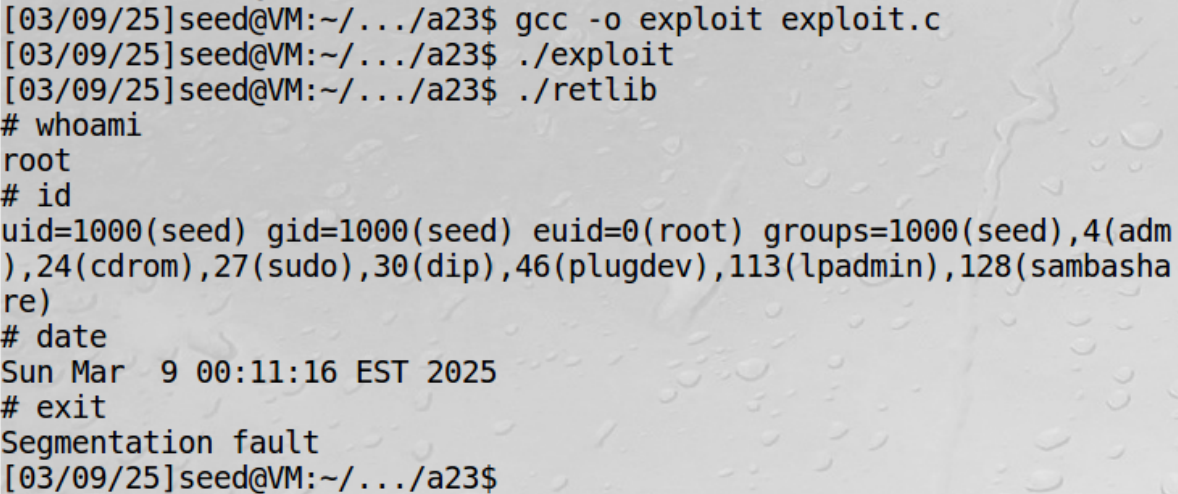 [03/09/25]seed@VM:~/.../a23$ gcc -o exploit exploit.c
[03/09/25]seed@VM:~/.../a23$ ./exploit
[03/09/25]seed@VM:~/.../a23$ ./retlib
# whoami
root
# id
uid=1000(seed) gid=1000(seed) euid=0(root) groups=1000(seed),4(adm
),24(cdrom),27(sudo),30(dip),46(plugdev),113(lpadmin),128(sambasha
re)
# date
Sun Mar  9 00:11:16 EST 2025
# exit
Segmentation fault
[03/09/25]seed@VM:~/.../a23$